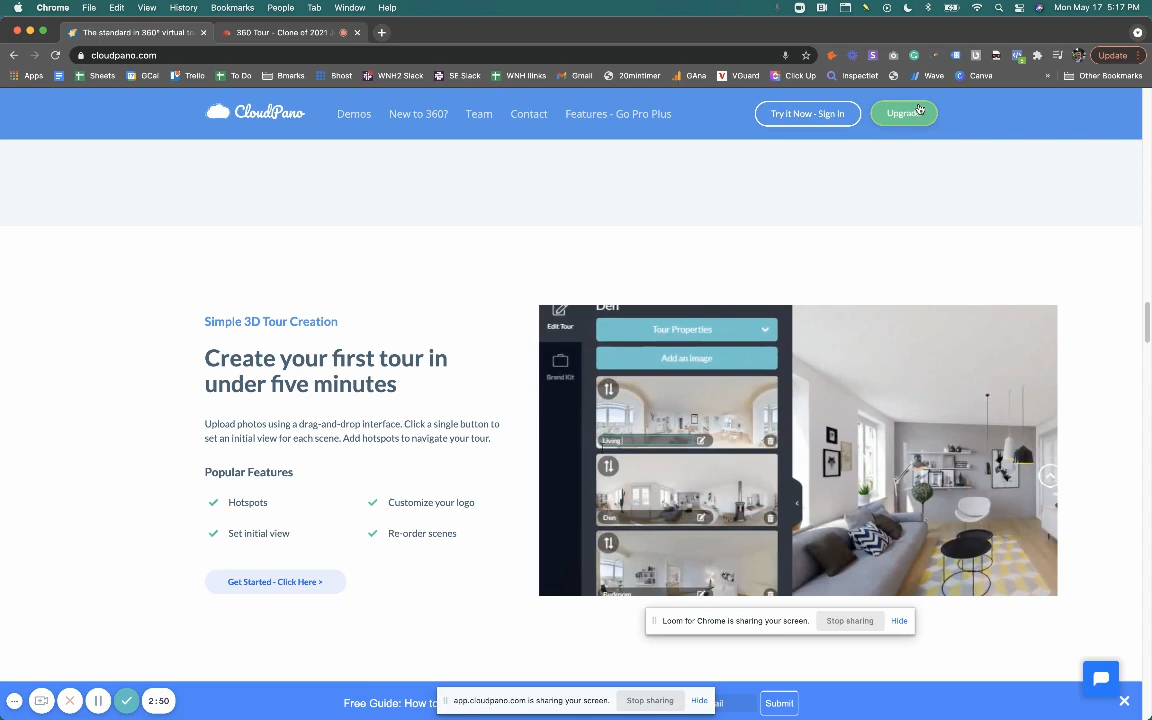 Chrome File Edit View History Bookmarks People Tab Window Help
Mon May 17 5:17 PM
The standard in 360° virtual to
360 Tour - Clone of 2021
cloudpano.com
Update
Apps Sheets GCal Trello To Do Bmarks Bhost WNH2 Slack SE Slack WNH llinks Gmail 20mintimer GAna VGuard Click Up Inspectlet Wave Canva » Other Bookmarks
CloudPano Demos New to 360? Team Contact Features - Go Pro Plus Try it Now - Sign In
Simple 3D Tour Creation
Create your first tour in
under five minutes
Upload photos using a drag-and-drop interface. Click a single button to
set an initial view for each scene. Add hotspots to navigate your tour.
Popular Features
Hotspots Customize your logo
Set initial view Re-order scenes
Get Started - Click Here >
Den
Edit Tour
Tour Properties
Add an image
Brand Kit
Living
Den
Bedroom
Loom for Chrome is sharing your screen. Stop sharing Hide
2:50
Free Guide: How to
app.cloudpano.com is sharing your screen. Stop sharing Hide
Submit